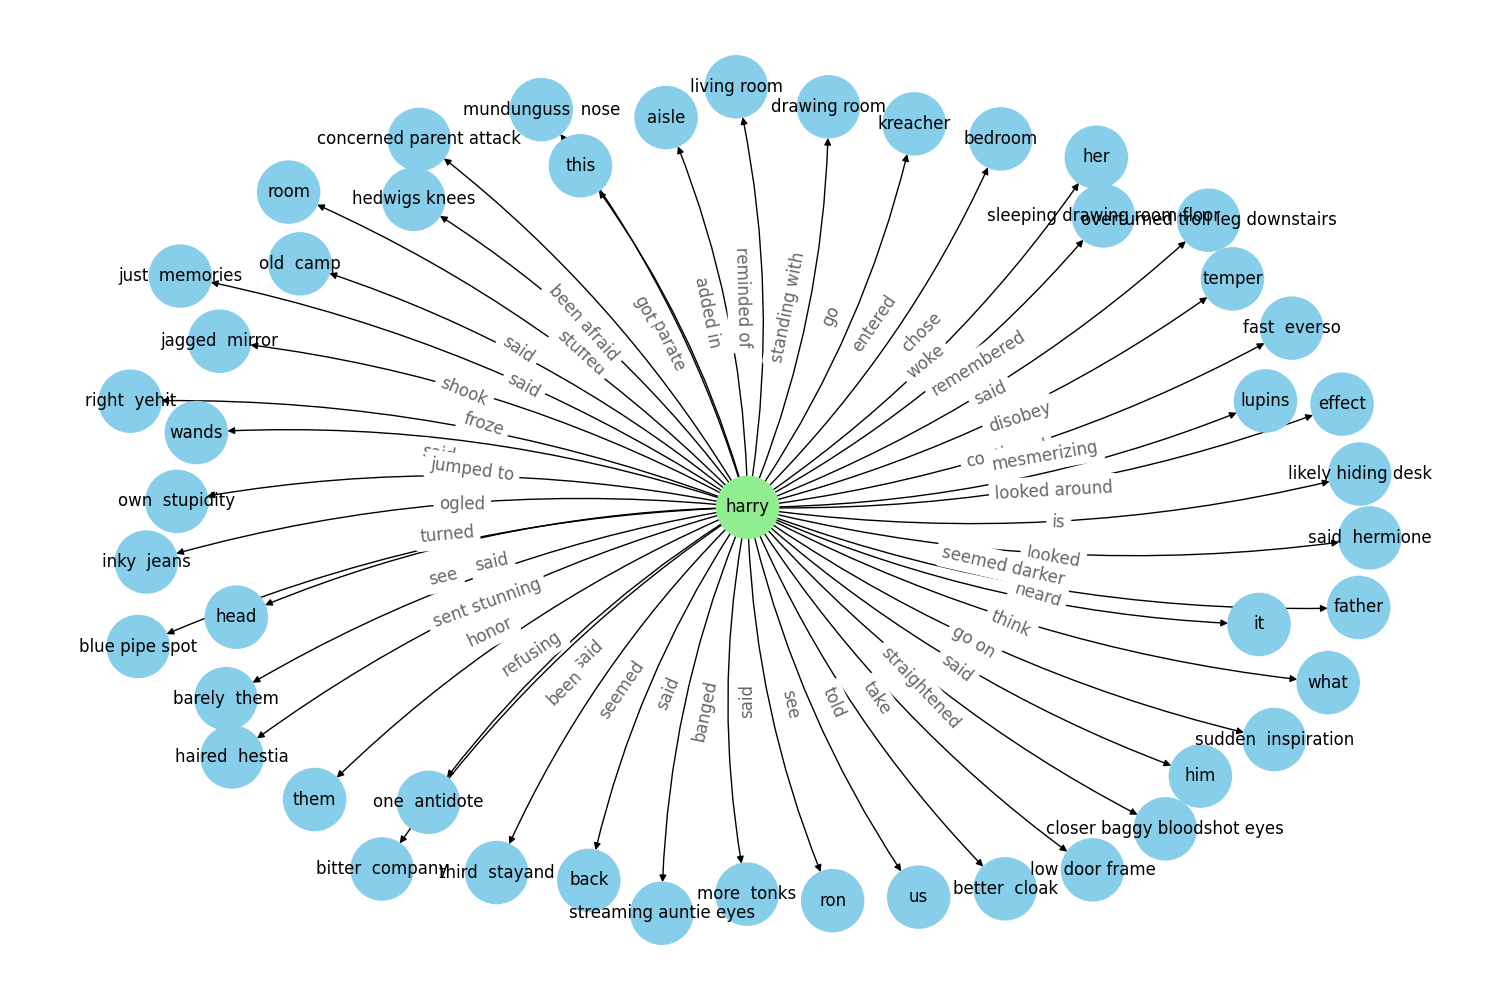 living room
drawing room
mundunguss  nose
aisle
kreacher
concerned parent attack
bedroom
this
her
room
hedwigs knees
sleeping drawing room floor
overturned troll leg downstairs
old  camp
just  memories
temper
jagged  mirror
fast  everso
right  yehit
lupins
effect
wands
likely hiding desk
own  stupidity
harry
said  hermione
inky  jeans
father
head
it
blue pipe spot
what
barely  them
sudden  inspiration
haired  hestia
him
them
one  antidote
closer baggy bloodshot eyes
bitter  company
third  stayand
back
low door frame
better  cloak
more  tonks
us
ron
streaming auntie eyes
added in
reminded of
standing with
go
entered
chose
woke
remembered
said
disobey
mesmerizing
looked around
is
looked
seemed darker
heard
think
go on
said
straightened
take
told
see
said
banged
said
seemed
said
been
refusing
honor
sent stunning
said
see
turned
ogled
jumped to
said
froze
shook
said
said
been afraid
got
parate